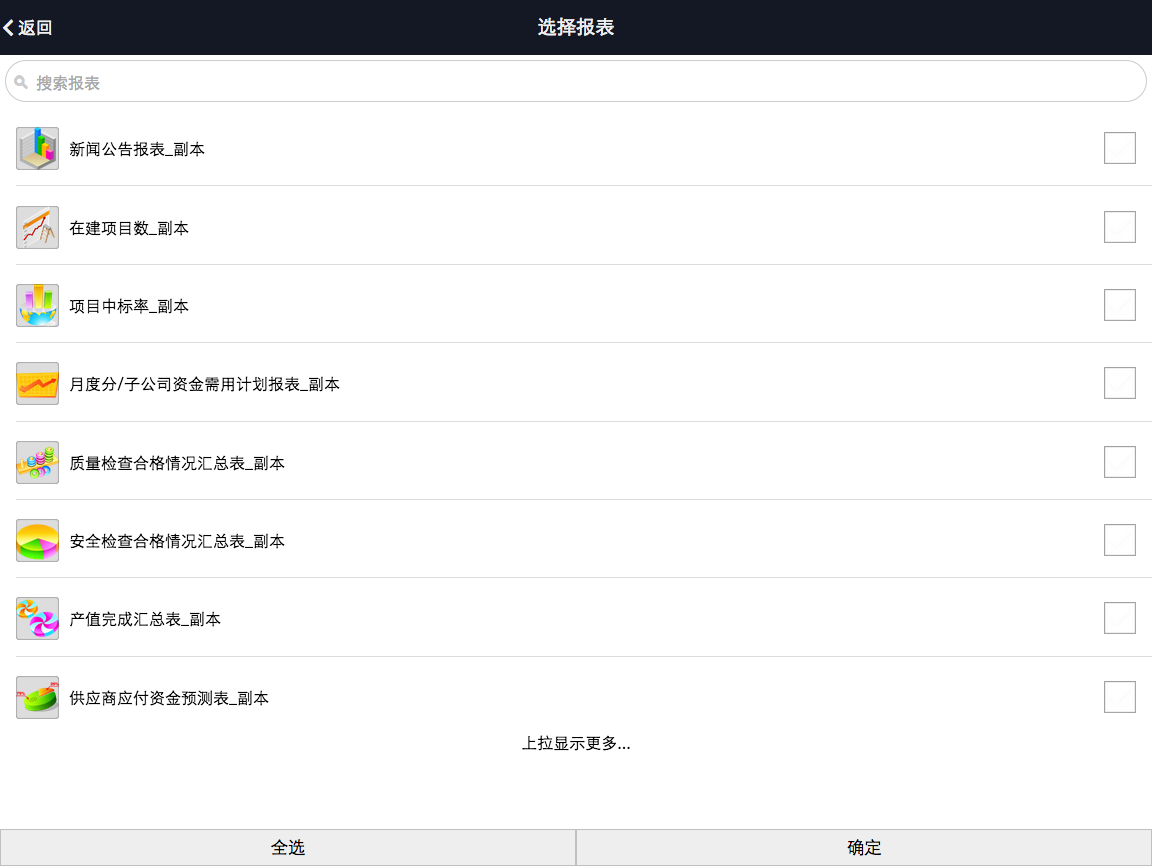 返回
选择报表
搜索报表
新闻公告报表_副本
在建项目数_副本
项目中标率_副本
月度分/子公司资金需用计划报表_副本
质量检查合格情况汇总表_副本
安全检查合格情况汇总表_副本
产值完成汇总表_副本
供应商应付资金预测表_副本
上拉显示更多...
全选
确定